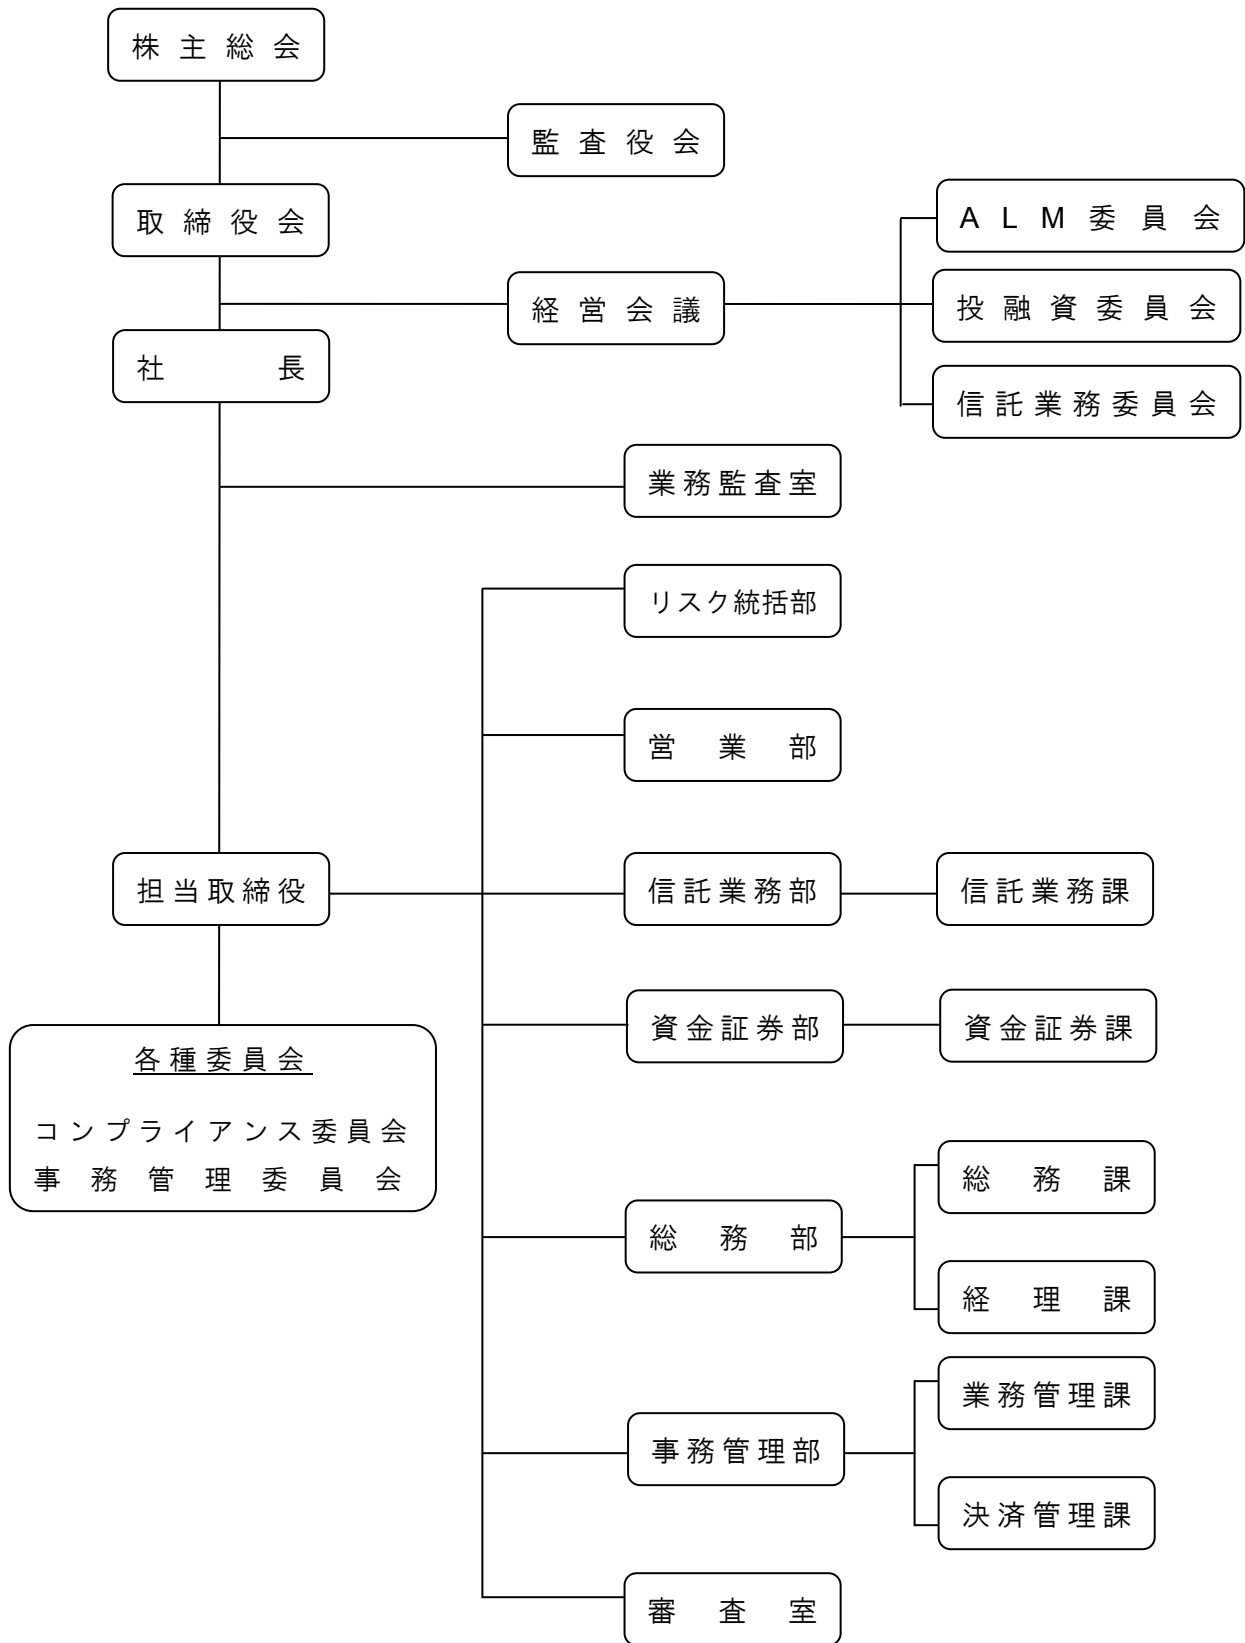 株主総会
監査役会
取締役会
ALM委員会
経営会議
投融資委員会
社長
信託業務委員会
業務監査室
リスク統括部
営業部
担当取締役
信託業務部
信託業務課
資金証券部
資金証券課
各種委員会
コンプライアンス委員会
事務管理委員会
総務部
総務課
経理課
事務管理部
業務管理課
決済管理課
審査室